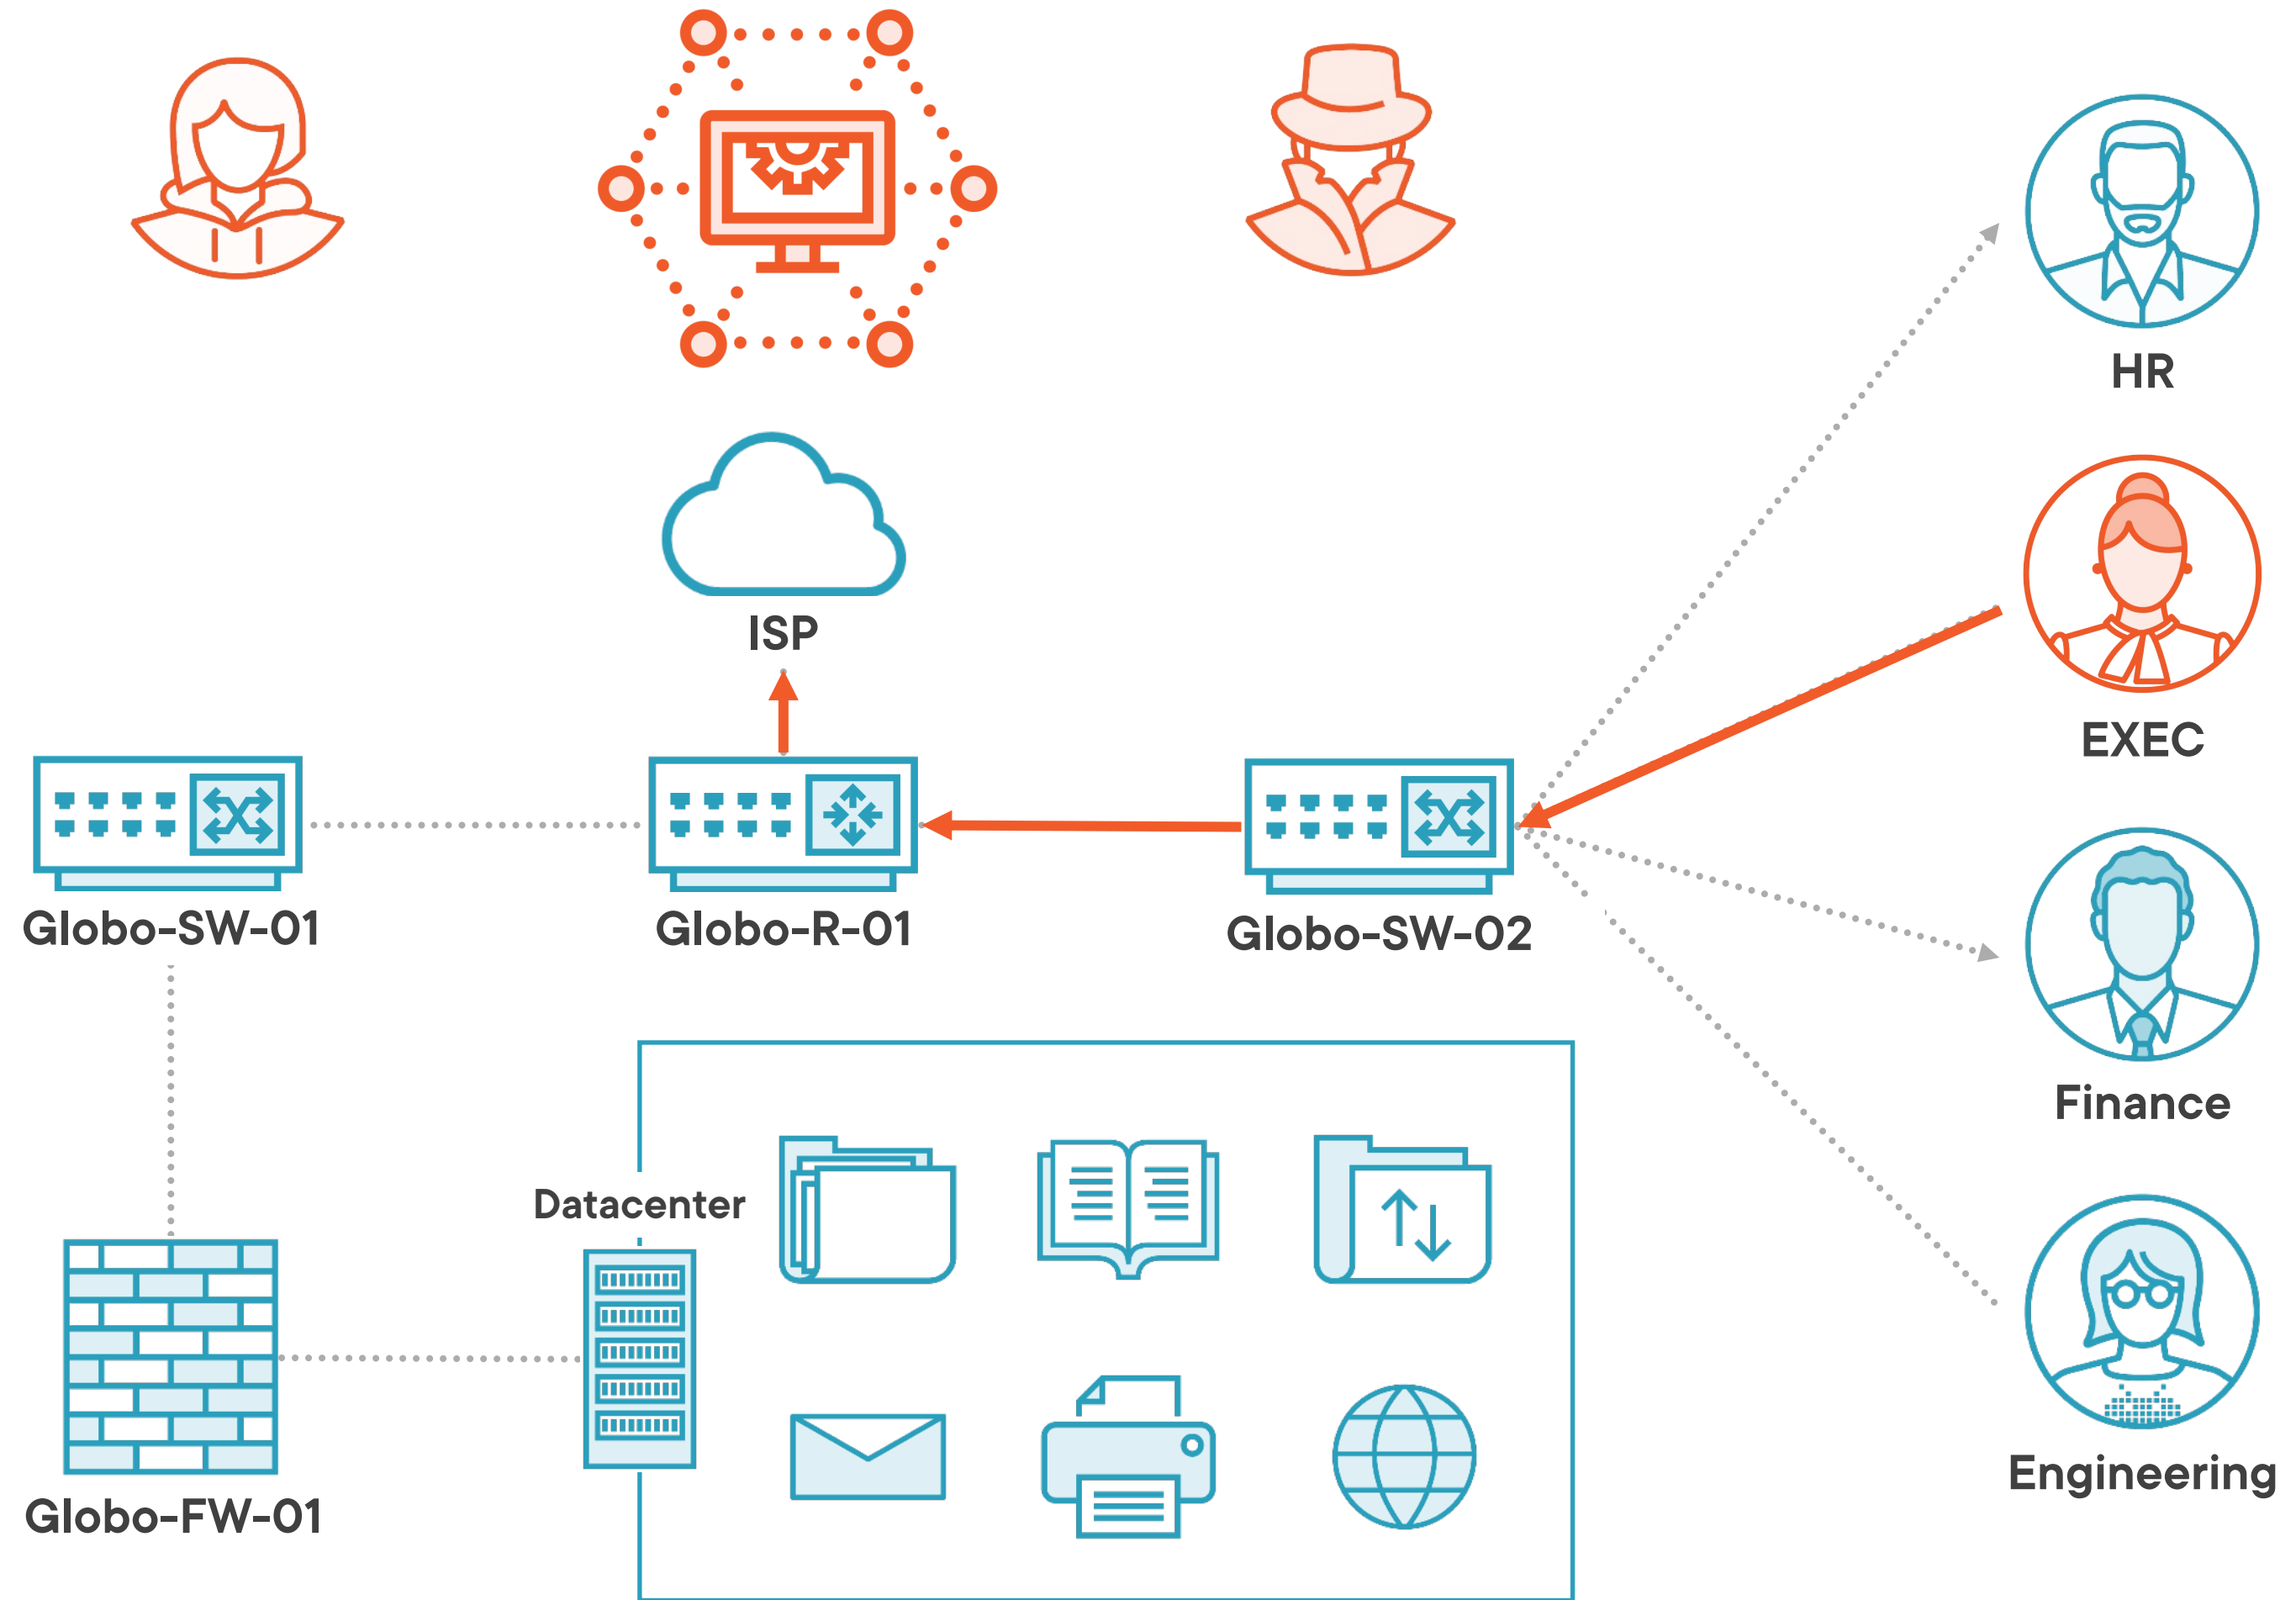 HR
ISP
EXEC
Globo-SW-01
Globo-R-01
Globo-SW-02
Finance
Datacenter
Engineering
Globo-FW-01